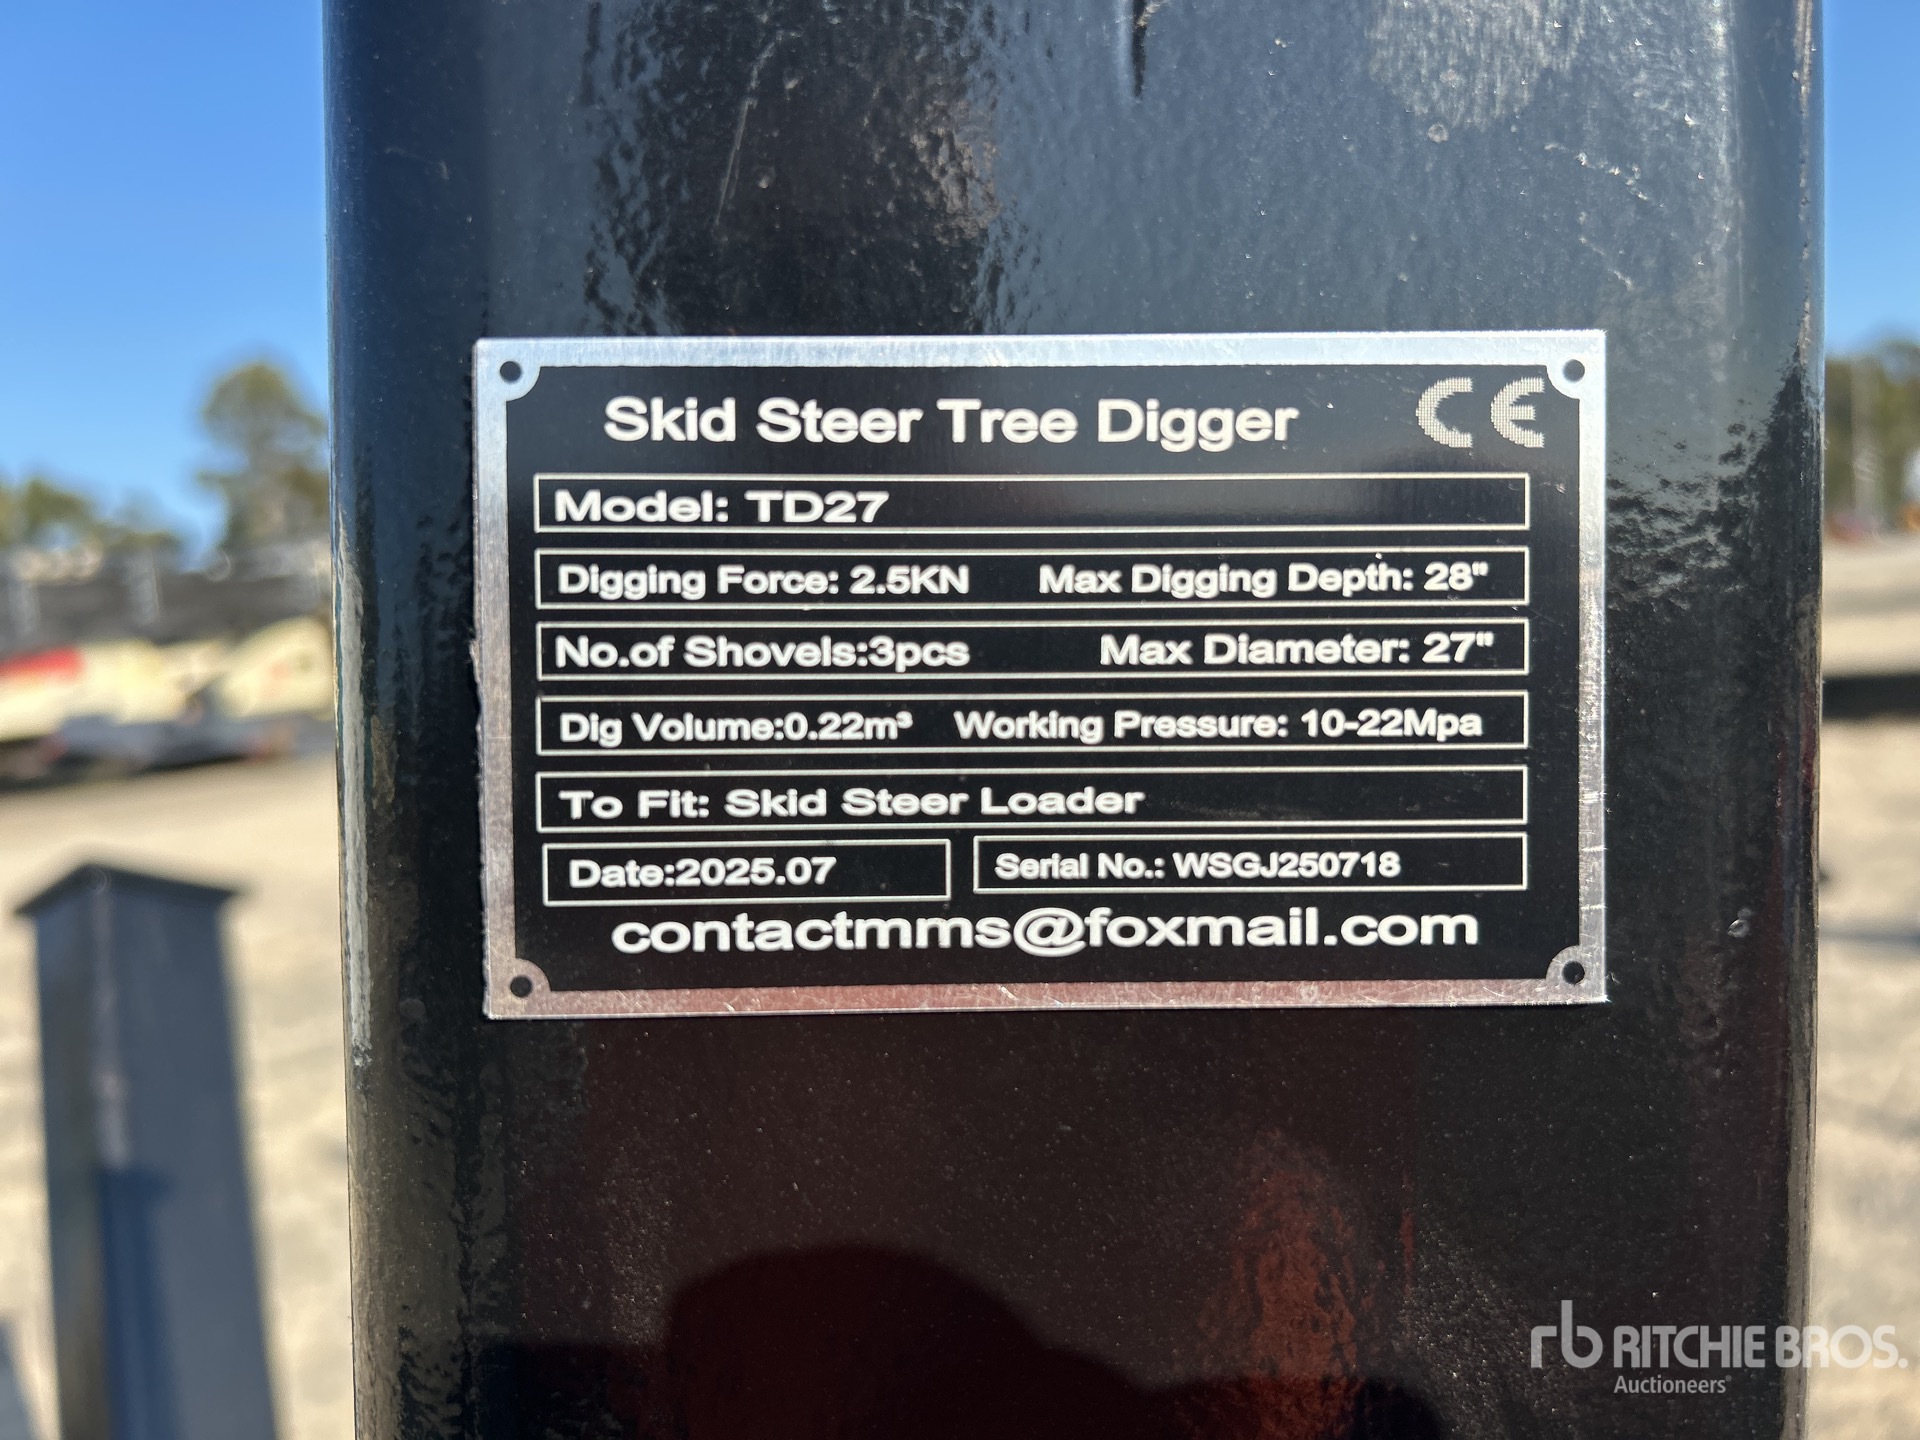 Skid Steer Tree Digger CE
Model: TD27
Digging Force: 2.5KN Max Digging Depth: 28"
No.of Shovels:3pcs Max Diameter: 27"
Dig Volume:0.22m³ Working Pressure: 10-22Mpa
To Fit: Skid Steer Loader
Date:2025.07 Serial No.: WSGJ250718
contactmms@foxmail.com
rb RITCHIE BROS.
Auctioneers